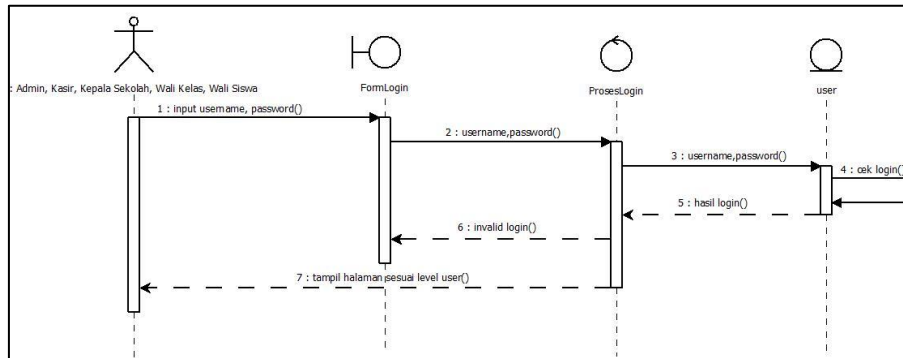 : Admin, Kasir, Kepala Sekolah, Wali Kelas, Wali Siswa
FormLogin
ProsesLogin
user
1 : input username, password()
2 : username,password()
3 : username,password()
4 : cek login()
5 : hasil login()
6 : invalid login()
7 : tampil halaman sesuai level user()